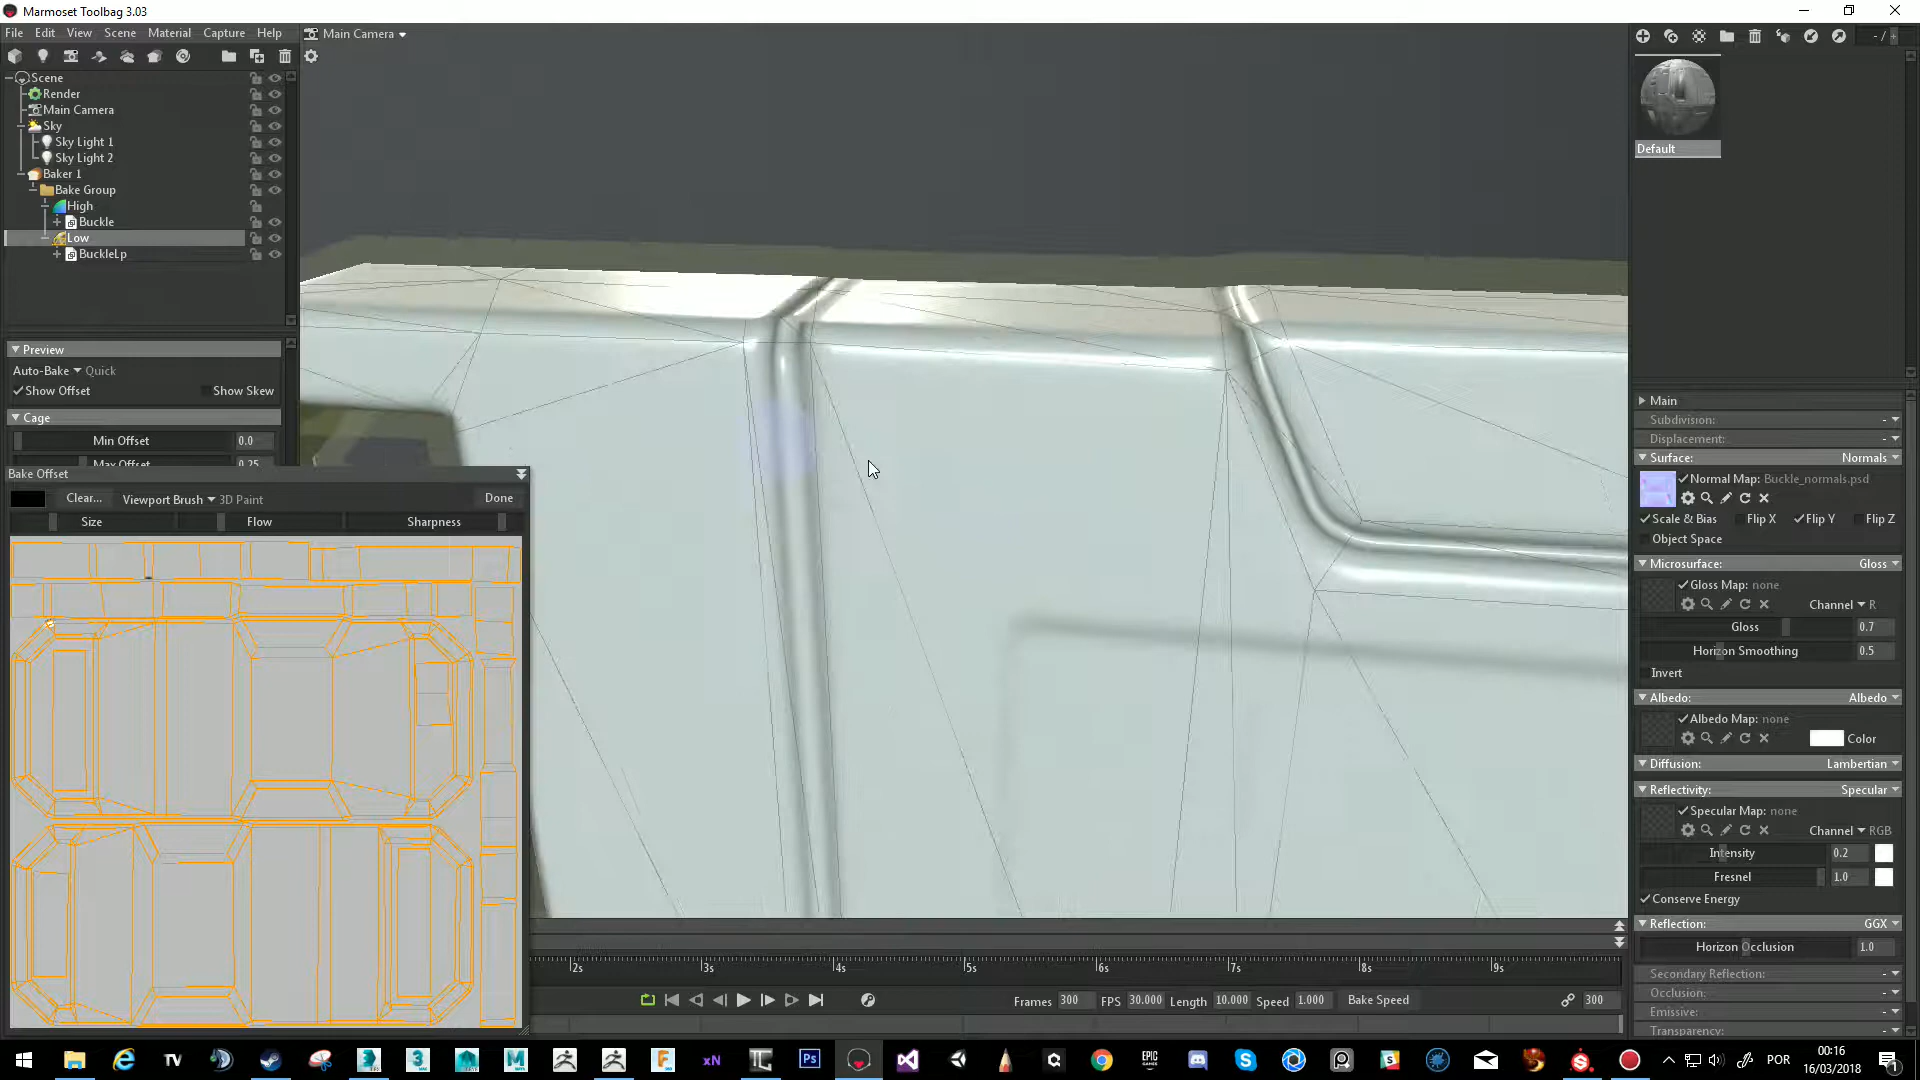 Marmoset Toolbag 3.03
File Edit View Scene Material Capture Help
Main Camera
- /
Scene
Render
Main Camera
Sky
Sky Light 1
Sky Light 2
Baker 1
Bake Group
High
Buckle
Low
BuckleLp
Default
Preview
Auto-Bake Quick
Show Offset Show Skew
Cage
Min Offset 0.0
Max Offset 0.25
Bake Offset
Clear... Viewport Brush 3D Paint Done
Size Flow Sharpness
Main
Subdivision: -
Displacement: -
Surface: Normals
Normal Map: Buckle_normals.psd
Scale & Bias Flip X Flip Y Flip Z
Object Space
Microsurface: Gloss
Gloss Map: none
Channel R
Gloss 0.7
Horizon Smoothing 0.5
Invert
Albedo: Albedo
Albedo Map: none
Color
Diffusion: Lambertian
Reflectivity: Specular
Specular Map: none
Channel RGB
Intensity 0.2
Fresnel 1.0
Conserve Energy
Reflection: GGX
Horizon Occlusion 1.0
Secondary Reflection: -
Occlusion: -
Emissive: -
Transparency: -
2s 3s 4s 5s 6s 7s 8s 9s
Frames 300 FPS 30.000 Length 10.000 Speed 1.000 Bake Speed 300
TV
xN
Ps
EPIC
POR
00:16
16/03/2018
1